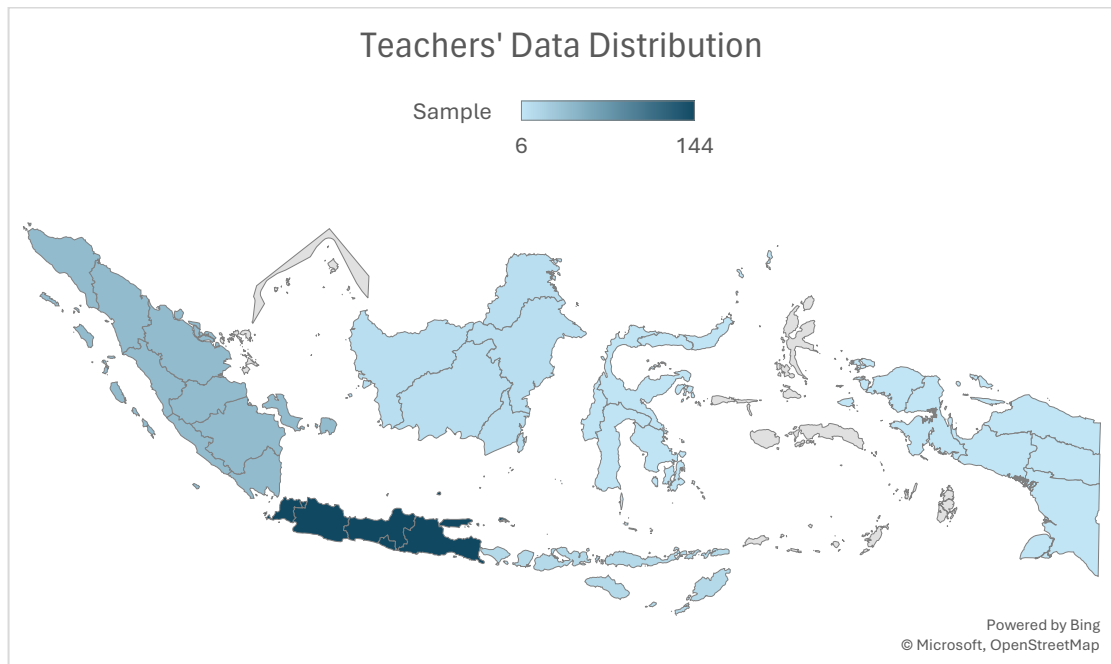 Teachers' Data Distribution
Sample
6 144
Powered by Bing
© Microsoft, OpenStreetMap